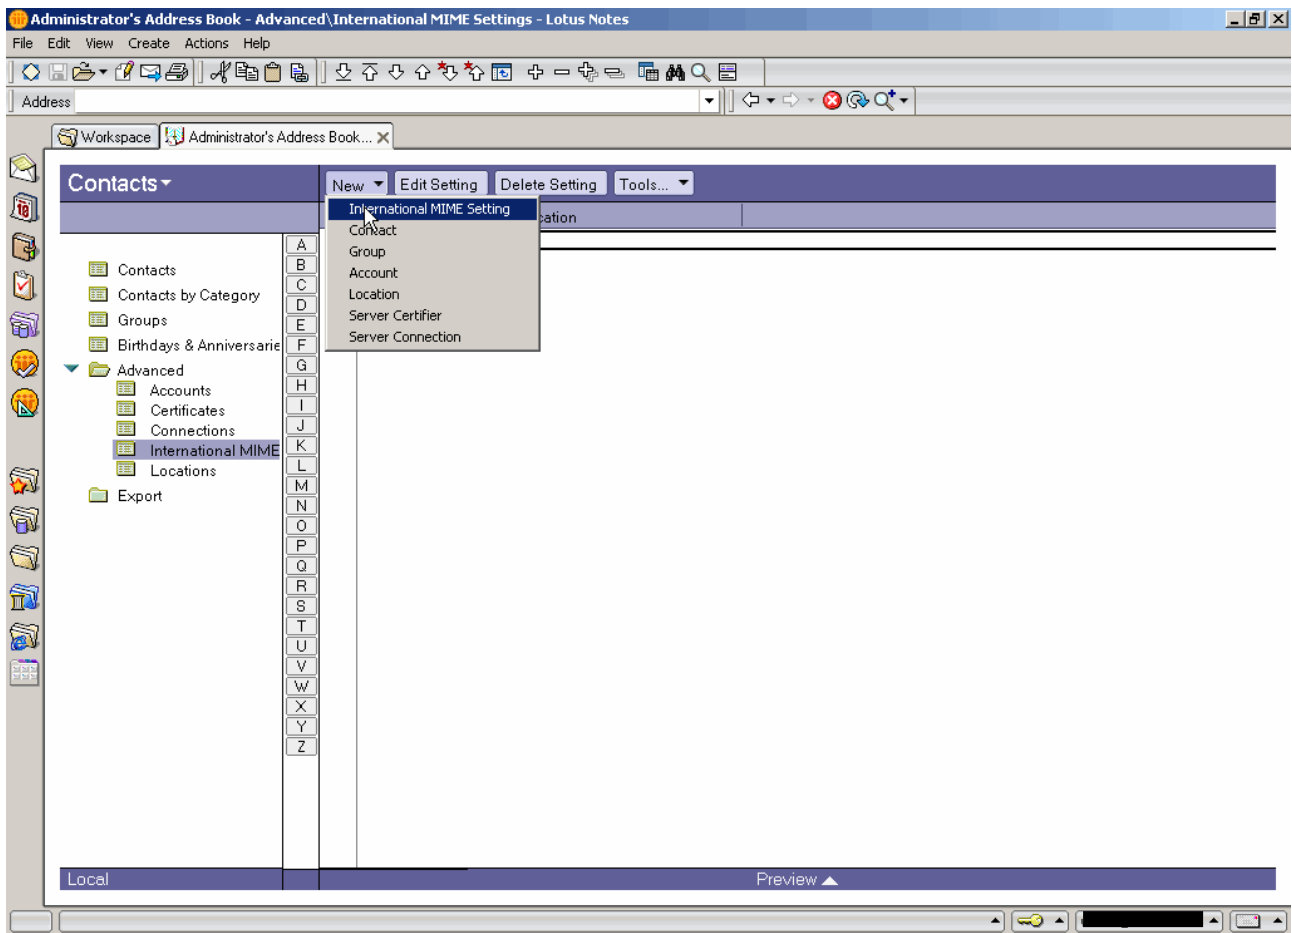 Administrator's Address Book - Advanced\International MIME Settings - Lotus Notes
File Edit View Create Actions Help
Address
Workspace Administrator's Address Book...
Contacts
New Edit Setting Delete Setting Tools...
International MIME Setting
Contact
Group
Account
Location
Server Certifier
Server Connection
Contacts
Contacts by Category
Groups
Birthdays & Anniversarie
Advanced
Accounts
Certificates
Connections
International MIME
Locations
Export
A
B
C
D
E
F
G
H
I
J
K
L
M
N
O
P
Q
R
S
T
U
V
W
X
Y
Z
Local
Preview